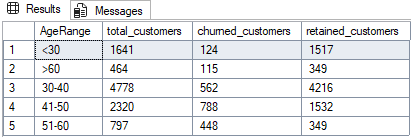 Results Messages
AgeRange total_customers churned_customers retained_customers
1 <30 1641 124 1517
2 >60 464 115 349
3 30-40 4778 562 4216
4 41-50 2320 788 1532
5 51-60 797 448 349